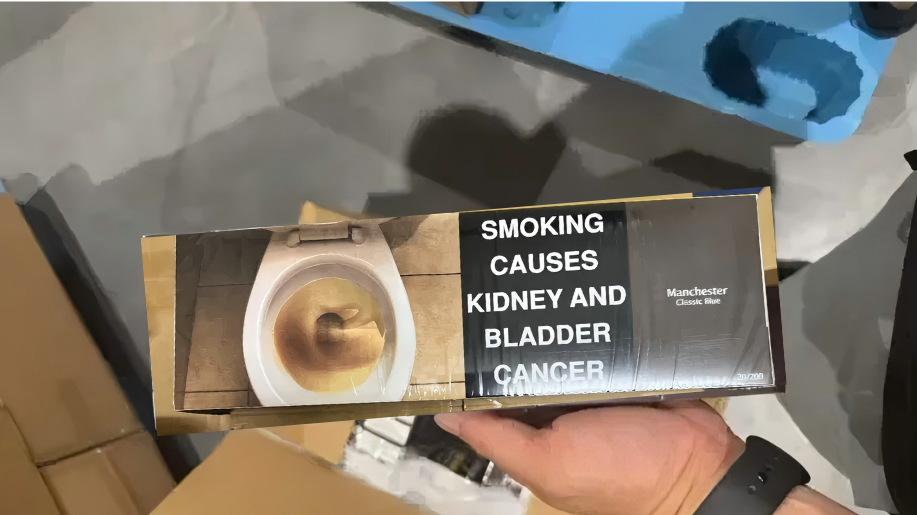 SMOKING
CAUSES
KIDNEY AND
BLADDER
CANCER
Manchester
Classic Blue
20/200